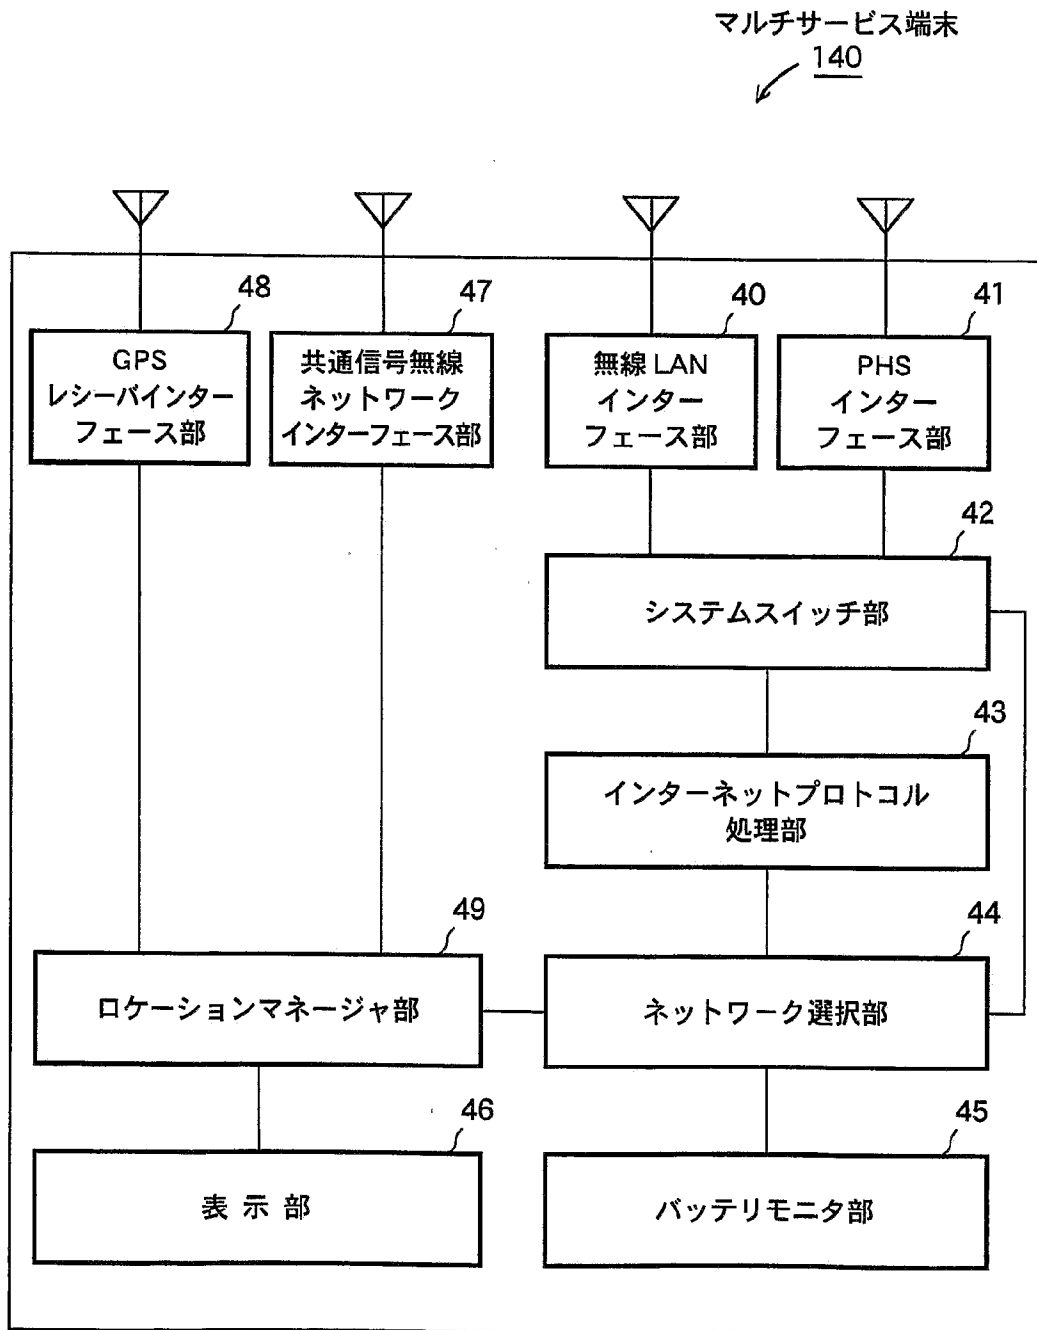 マルチサービス端末
140
48
GPS
レシーバインター
フェース部
47
共通信号無線
ネットワーク
インターフェース部
40
無線 LAN
インター
フェース部
41
PHS
インター
フェース部
42
システムスイッチ部
43
インターネットプロトコル
処理部
49
ロケーションマネージャ部
44
ネットワーク選択部
46
表 示 部
45
バッテリモニタ部